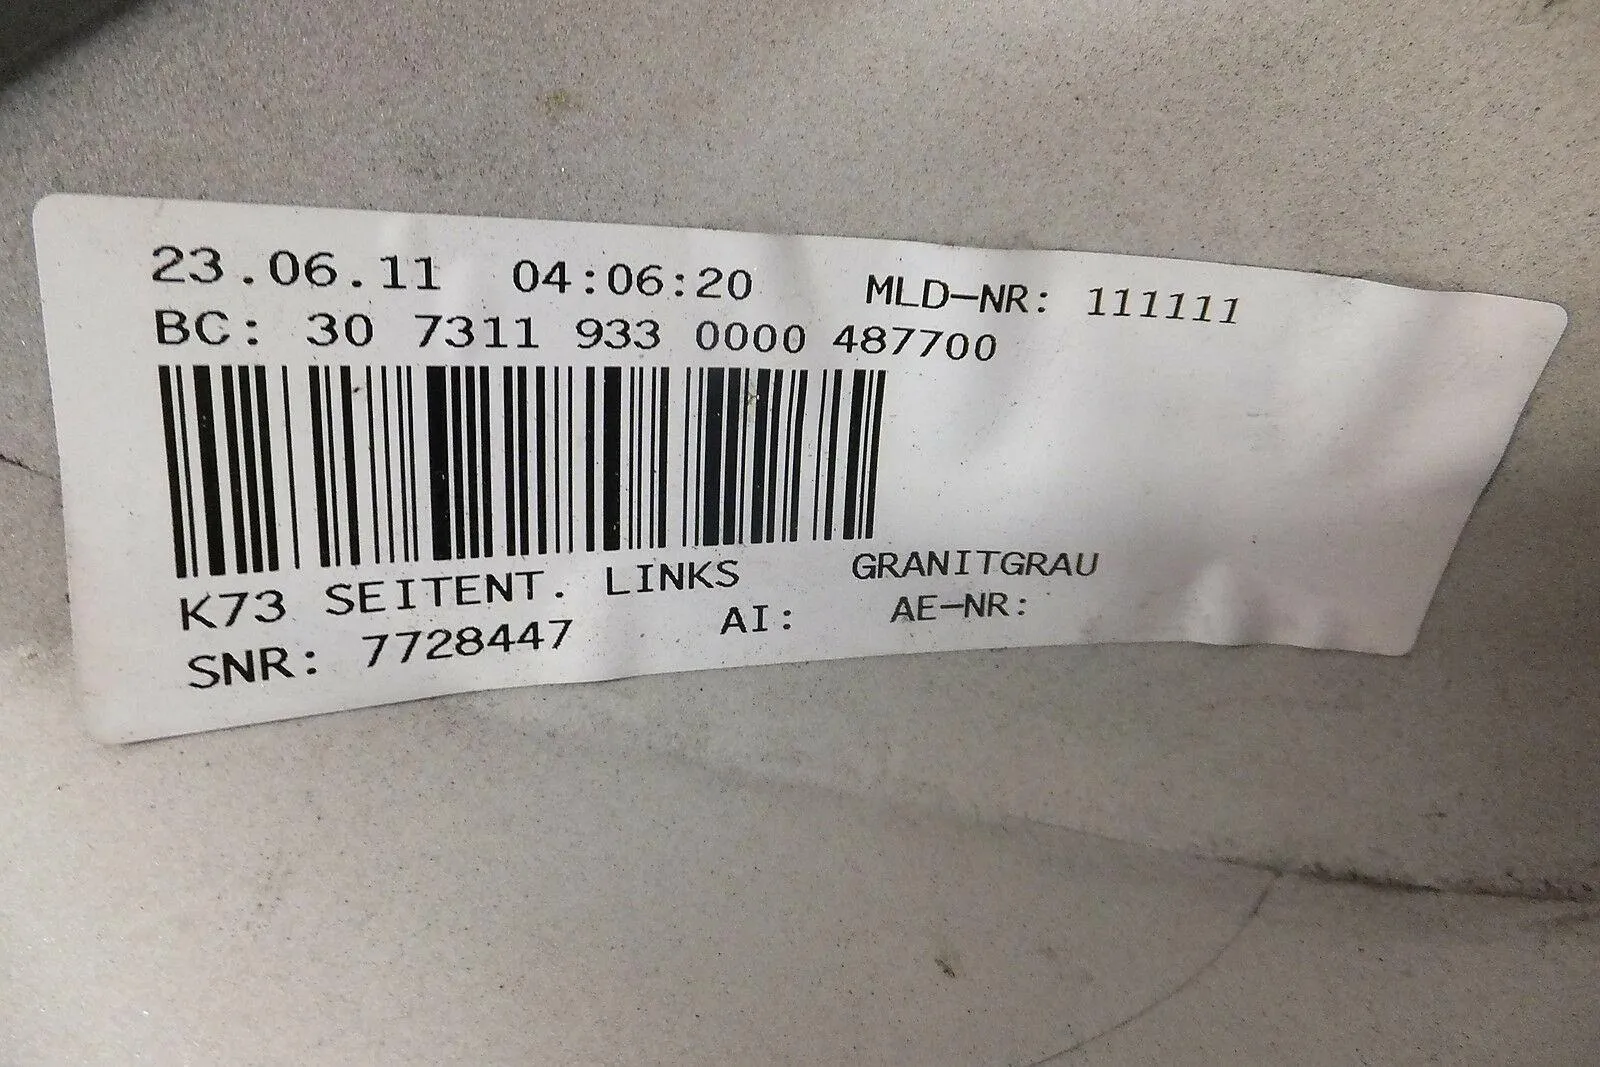 23.06.11 04:06:20 MLD-NR: 111111
BC: 30 7311 933 0000 487700
K73 SEITENT. LINKS GRANITGRAU
SNR: 7728447 AI: AE-NR: